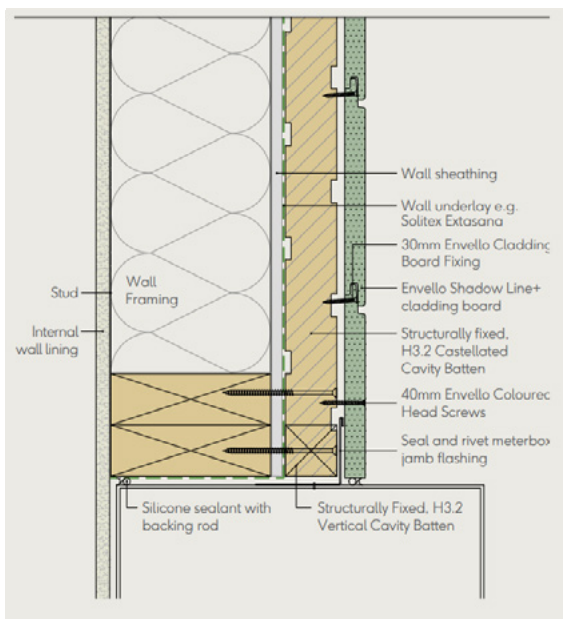 Wall sheathing
Wall underlay e.g.
Solitex Extasana
30mm Envello Cladding
Board Fixing
Envello Shadow Line+
cladding board
Structurally fixed.
H3.2 Castellated
Cavity Batten
40mm Envello Coloured
Head Screws
Seal and rivet meterbox
jamb flashing
Stud
Wall
Framing
Internal
wall lining
Silicone sealant with
backing rod
Structurally Fixed. H3.2
Vertical Cavity Batten